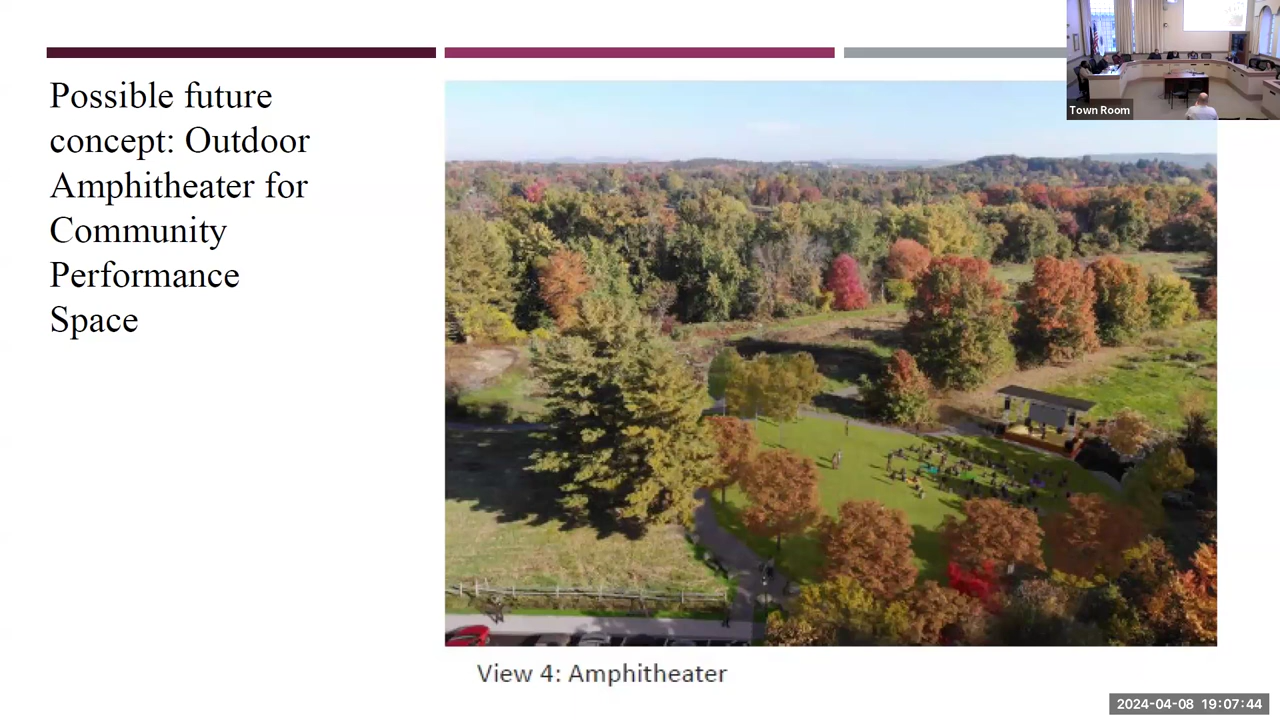 Possible future
concept: Outdoor
Amphitheater for
Community
Performance
Space
Town Room
View 4: Amphitheater
2024-04-08 19:07:44